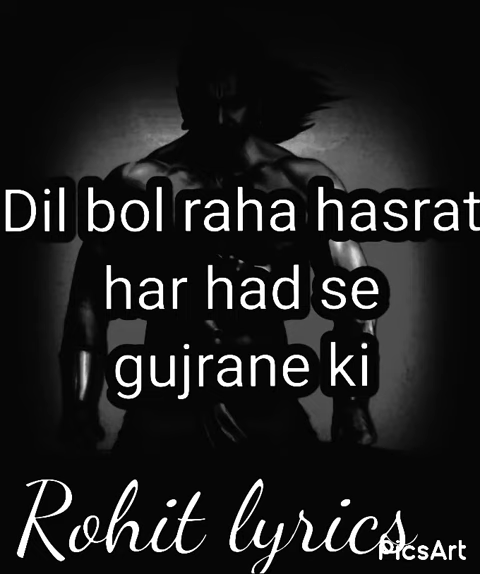 Dil bol raha hasrat
har had se
gujrane ki
Rohit lyrics
PicsArt